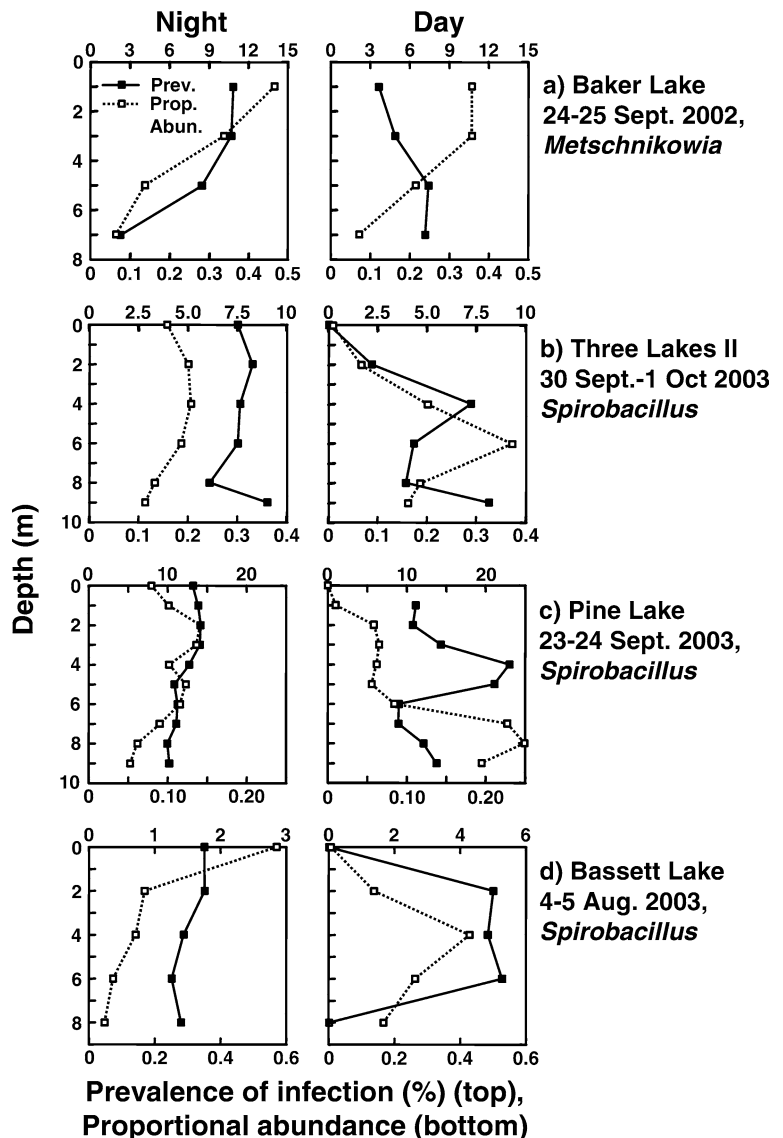 Night Day
0 3 6 9 11 14 15
0 3 6 9 11 14 15
0
2
4
6
8
Prev.
Prop.
Abun.
0 0.1 0.2 0.3 0.4 0.5
0 0.1 0.2 0.3 0.4 0.5
a) Baker Lake
24-25 Sept. 2002,
Metschnikowia
0 2.5 5.0 7.5 10
0 2.5 5.0 7.5 10
0
2
4
6
8
10
0 0.1 0.2 0.3 0.4
0 0.1 0.2 0.3 0.4
b) Three Lakes II
30 Sept.-1 Oct 2003
Spirobacillus
Depth (m)
0 10 20
0 10 20
0
2
4
6
8
10
0 0.10 0.20
0 0.10 0.20
c) Pine Lake
23-24 Sept. 2003,
Spirobacillus
0 1 2 3
0 2 4 6
0
2
4
6
8
0 0.2 0.4 0.6
0 0.2 0.4 0.6
d) Bassett Lake
4-5 Aug. 2003,
Spirobacillus
Prevalence of infection (%) (top),
Proportional abundance (bottom)